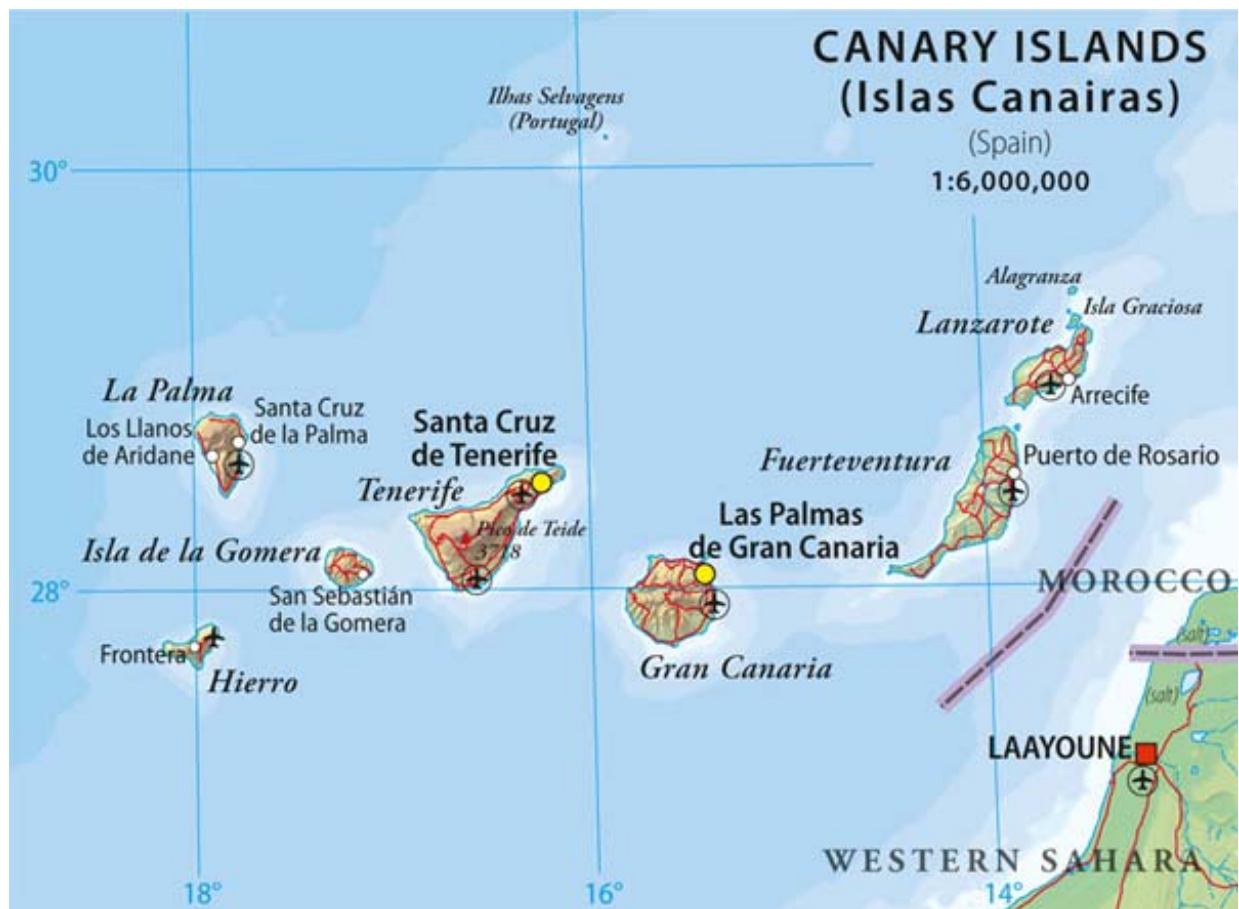 CANARY ISLANDS
(Islas Canairas)
(Spain)
1:6,000,000
Ilhas Selvagens
(Portugal)
30°
Alagranza
Isla Graciosa
Lanzarote
Arrecife
La Palma
Santa Cruz
de la Palma
Los Llanos
de Aridane
Santa Cruz
de Tenerife
Tenerife
Pico de Teide
3718
Fuerteventura
Puerto de Rosario
Las Palmas
de Gran Canaria
Isla de la Gomera
San Sebastián
de la Gomera
28°
MOROCCO
Frontera
Hierro
Gran Canaria
(salt)
(salt)
LAAYOUNE
WESTERN SAHARA
18°
16°
14°